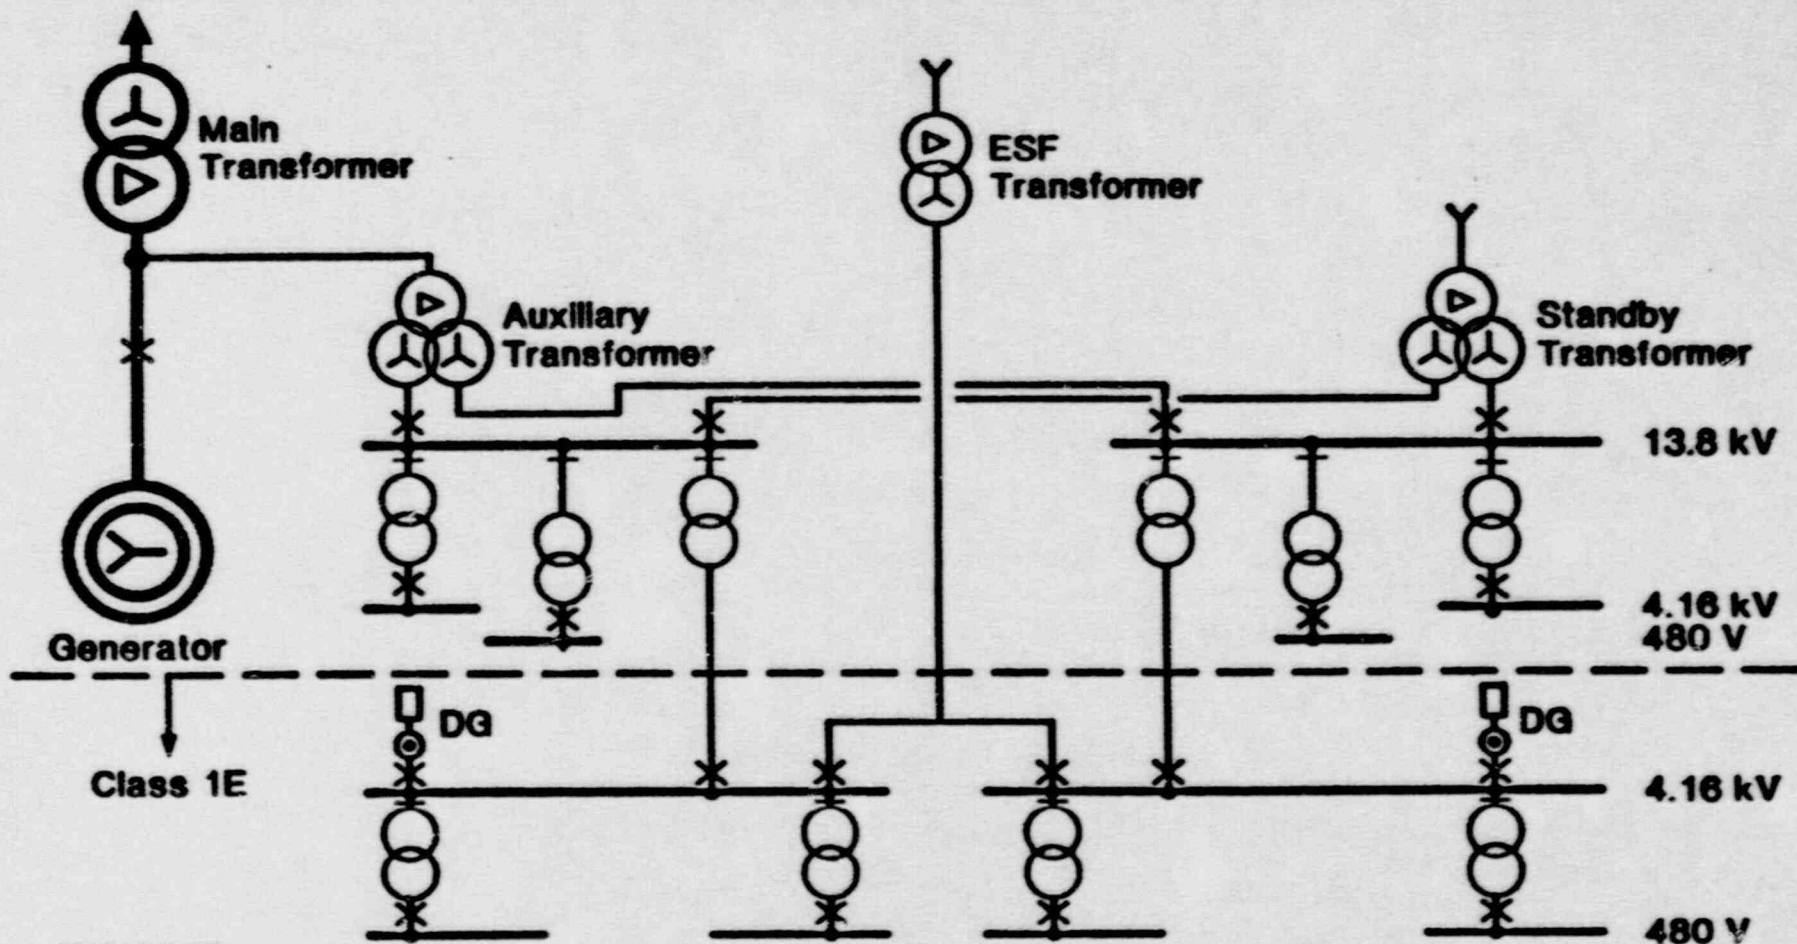 Main
Transformer
ESF
Transformer
Auxiliary
Transformer
Standby
Transformer
13.8 kV
4.16 kV
480 V
Generator
DG
DG
Class 1E
4.16 kV
480 V